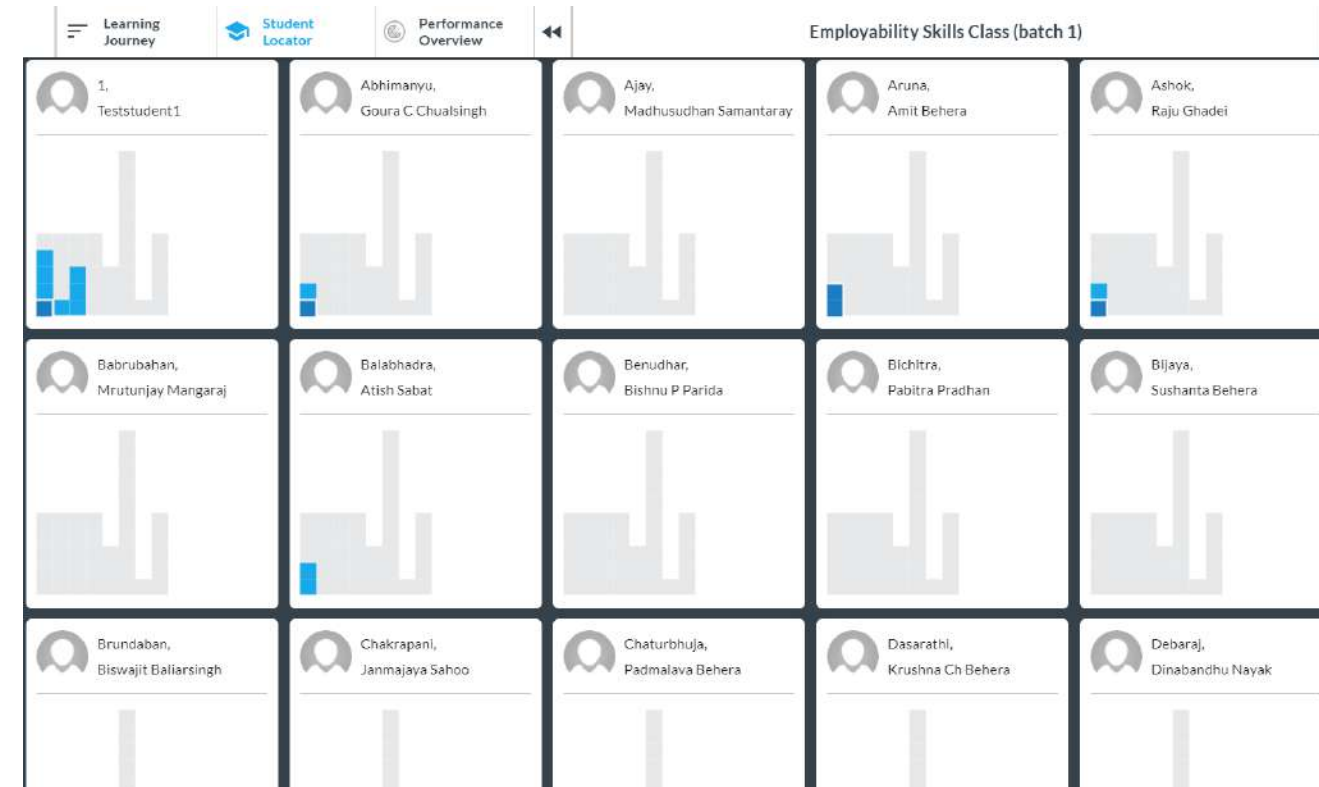 Learning
Journey
Student
Locator
Performance
Overview
Employability Skills Class (batch 1)
1,
Teststudent1
Abhimanyu,
Goura C Chualsingh
Ajay,
Madhusudhan Samantaray
Aruna,
Amit Behera
Ashok,
Raju Ghadei
Babrubahan,
Mrutunjay Mangaraj
Balabhadra,
Atish Sabat
Benudhar,
Bishnu P Parida
Bichitra,
Pabitra Pradhan
Bijaya,
Sushanta Behera
Brundaban,
Biswajit Baliarsingh
Chakrapani,
Janmajaya Sahoo
Chaturbhuja,
Padmalava Behera
Dasarathi,
Krushna Ch Behera
Debaraj,
Dinabandhu Nayak